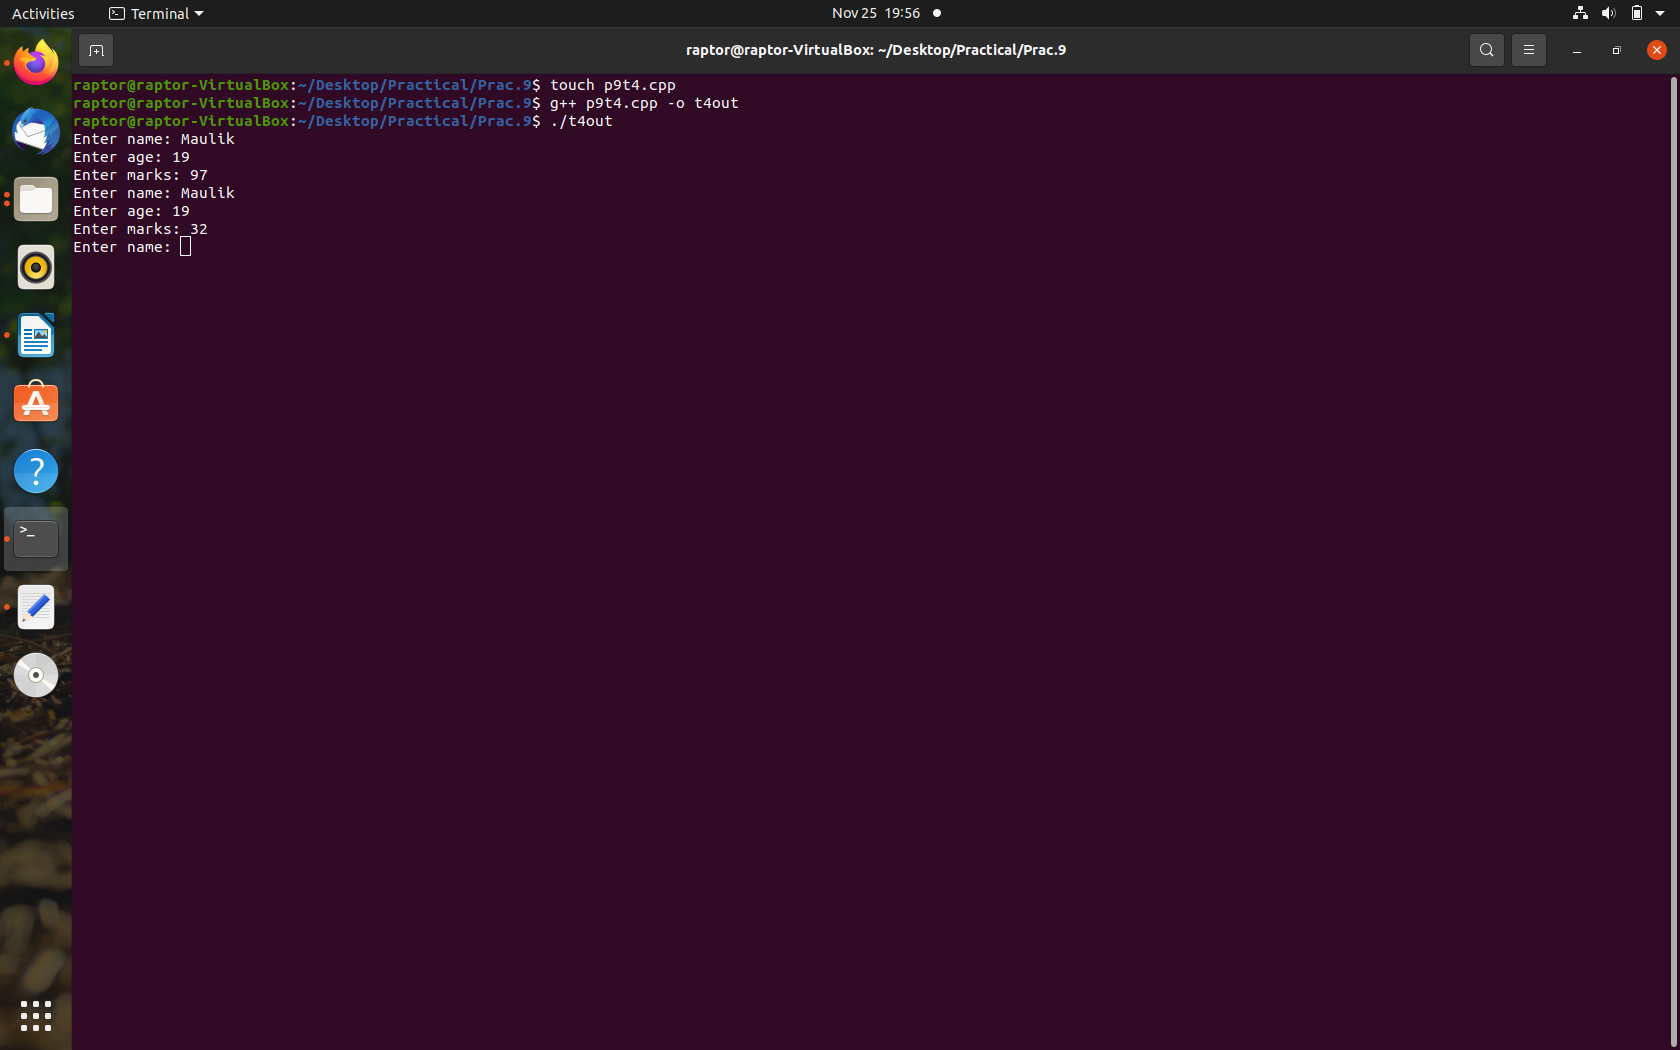 Activities
Terminal
Nov 25 19:56
raptor@raptor-VirtualBox: ~/Desktop/Practical/Prac.9
raptor@raptor-VirtualBox:~/Desktop/Practical/Prac.9$ touch p9t4.cpp
raptor@raptor-VirtualBox:~/Desktop/Practical/Prac.9$ g++ p9t4.cpp -o t4out
raptor@raptor-VirtualBox:~/Desktop/Practical/Prac.9$ ./t4out
Enter name: Maulik
Enter age: 19
Enter marks: 97
Enter name: Maulik
Enter age: 19
Enter marks: 32
Enter name: